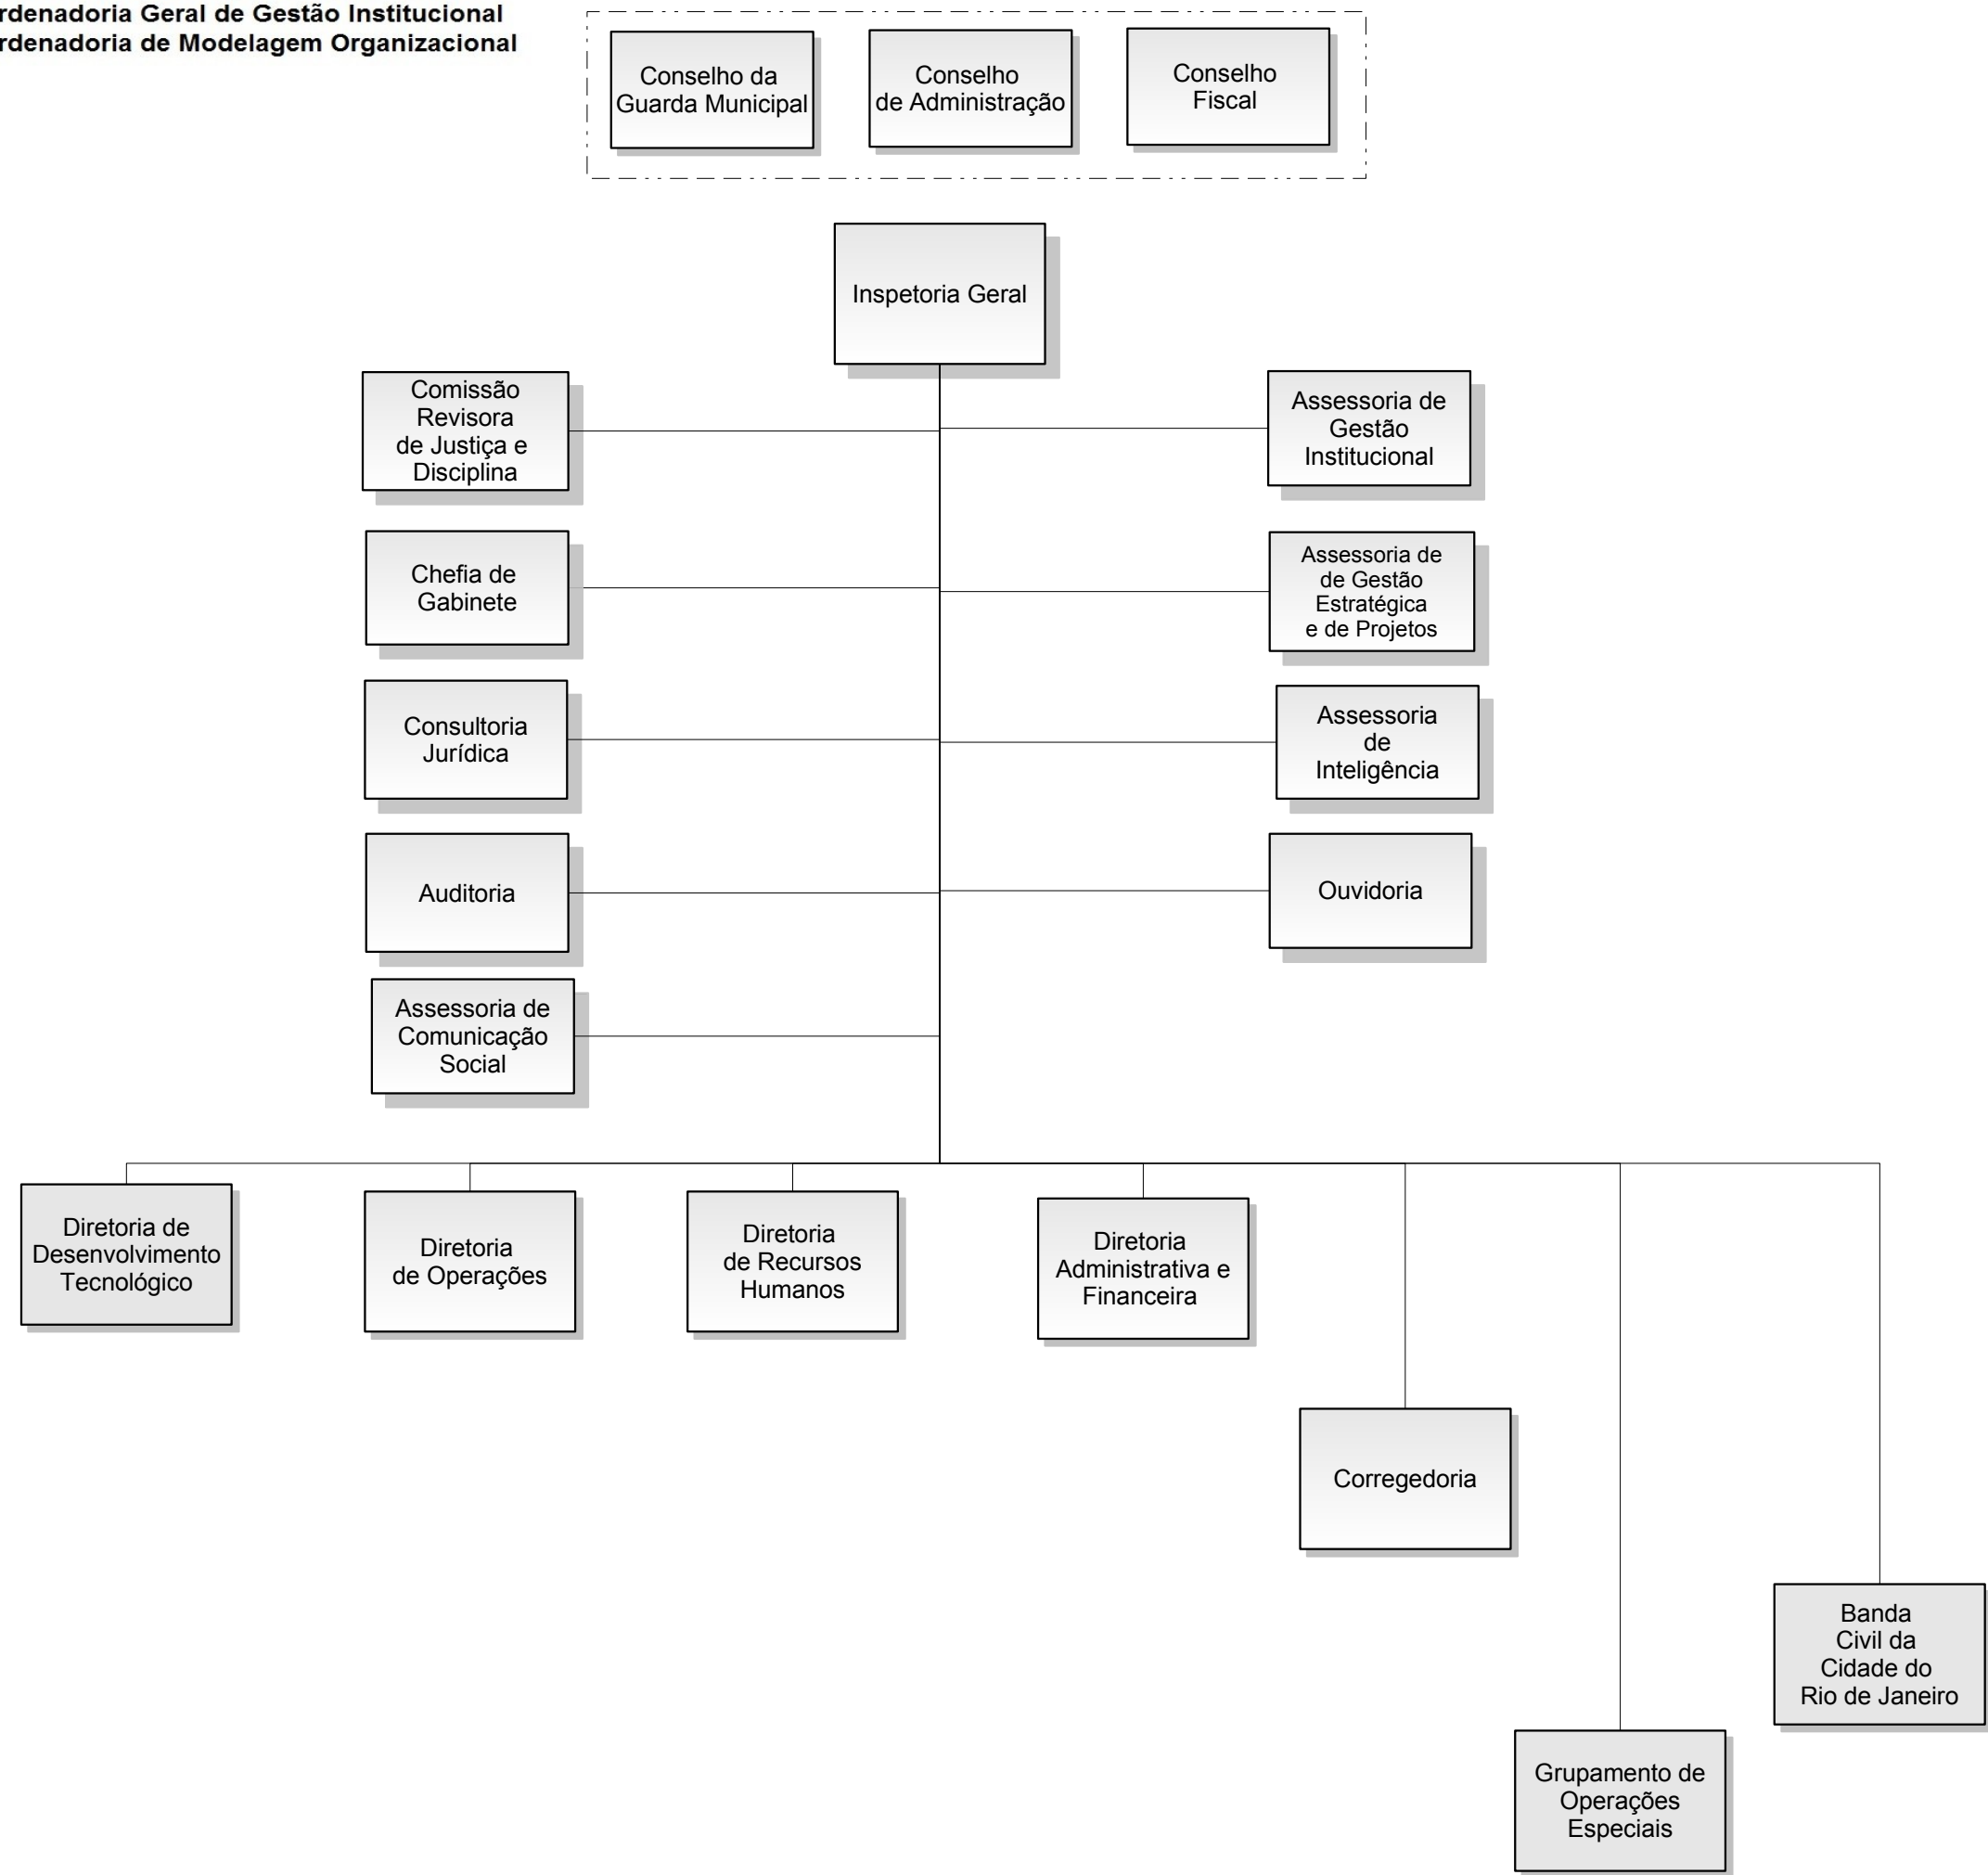 rdenadoria Geral de Gestão Institucional
rdenadoria de Modelagem Organizacional
Conselho da
Guarda Municipal
Conselho
de Administração
Conselho
Fiscal
Inspetoria Geral
Comissão
Revisora
de Justiça e
Disciplina
Assessoria de
Gestão
Institucional
Chefia de
Gabinete
Assessoria de
de Gestão
Estratégica
e de Projetos
Consultoria
Jurídica
Assessoria
de
Inteligência
Auditoria
Ouvidoria
Assessoria de
Comunicação
Social
Diretoria de
Desenvolvimento
Tecnológico
Diretoria
de Operações
Diretoria
de Recursos
Humanos
Diretoria
Administrativa e
Financeira
Corregedoria
Banda
Civil da
Cidade do
Rio de Janeiro
Grupamento de
Operações
Especiais